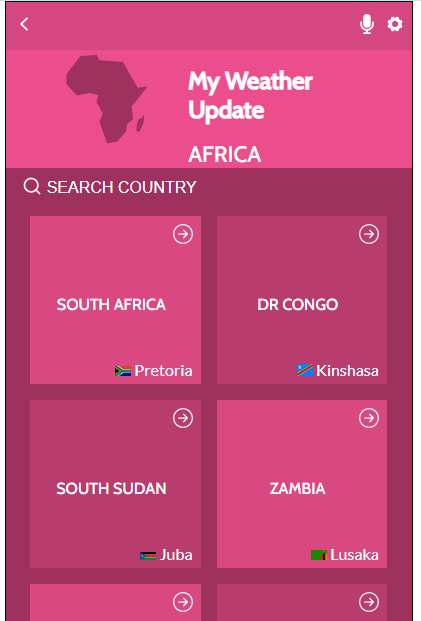 My Weather
Update
AFRICA
SEARCH COUNTRY
SOUTH AFRICA
Pretoria
DR CONGO
Kinshasa
SOUTH SUDAN
Juba
ZAMBIA
Lusaka